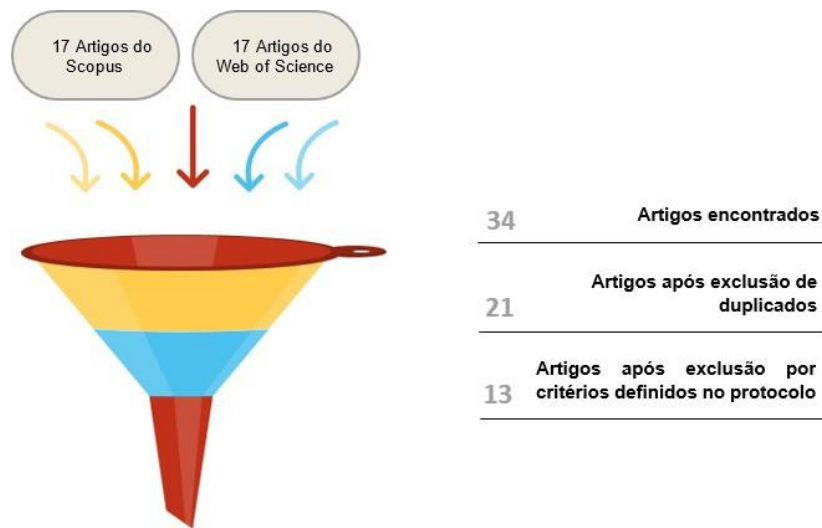 17 Artigos do
Scopus
17 Artigos do
Web of Science
34
Artigos encontrados
Artigos após exclusão de
duplicados
21
Artigos após exclusão por
critérios definidos no protocolo
13